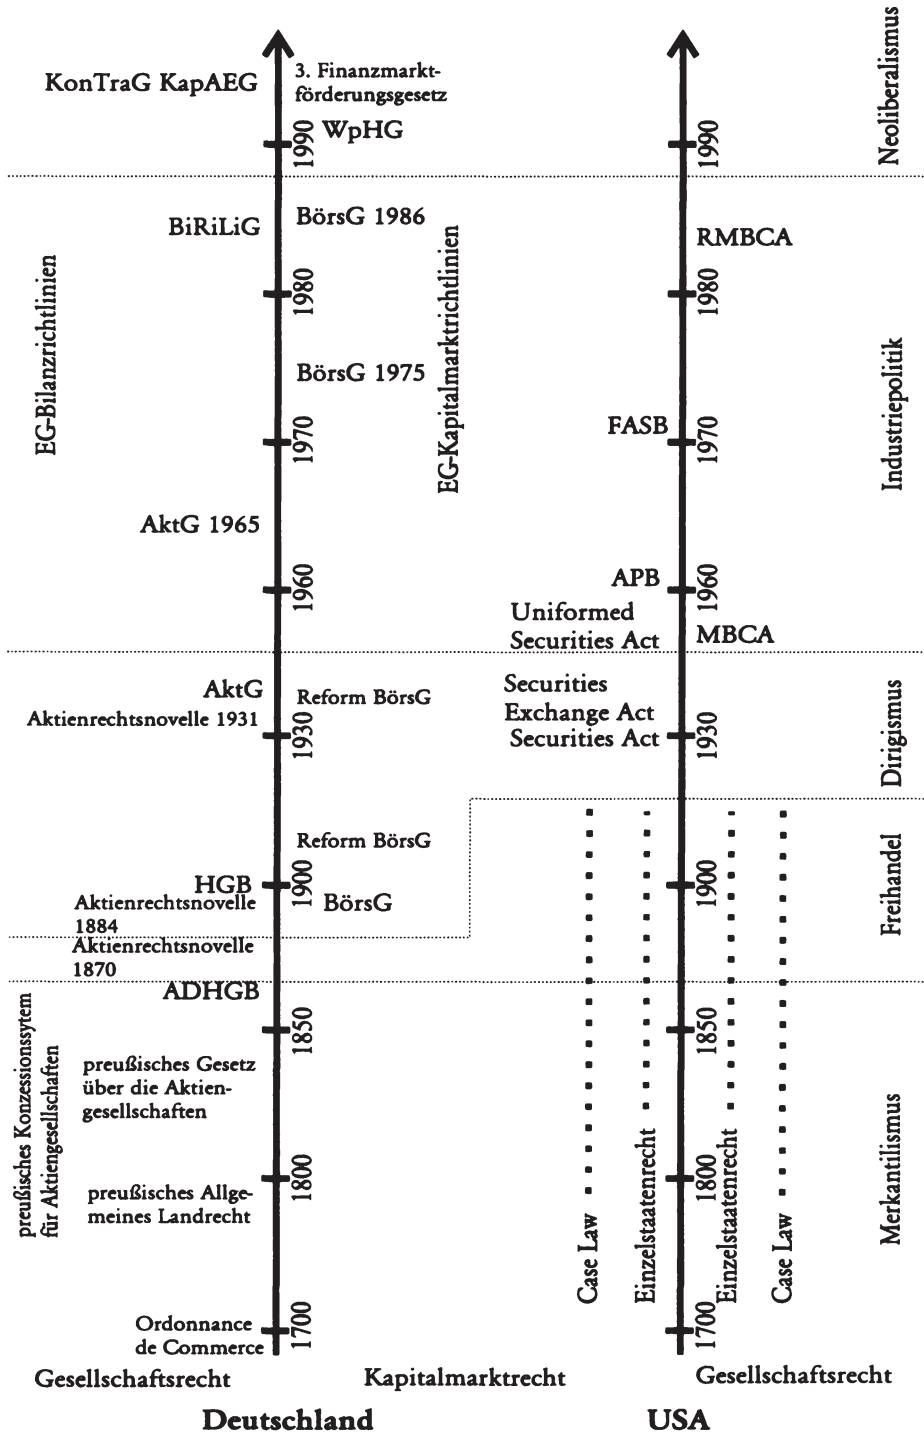 Neoliberalismus
KonTraG KapAEG
3. Finanzmarkt-
förderungsgesetz
WpHG
1990
1990
BiRiLiG
BörsG 1986
RMBCA
EG-Bilanzrichtlinien
EG-Kapitalmarktrichtlinien
1980
1980
Industriepolitik
BörsG 1975
FASB
1970
1970
AktG 1965
APB
1960
1960
Uniformed
Securities Act
MBCA
AktG
Aktienrechtsnovelle 1931
Reform BörsG
Securities
Exchange Act
Securities Act
1930
1930
Dirigismus
Reform BörsG
Freihandel
HGB
1900
1900
Aktienrechtsnovelle
1884
BörsG
Aktienrechtsnovelle
1870
ADHGB
1850
1850
preußisches Konzessionssytem
für Aktiengesellschaften
preußisches Gesetz
über die Aktien-
gesellschaften
Merkantilismus
preußisches Allge-
meines Landrecht
1800
1800
Case Law
Einzelstaatenrecht
Einzelstaatenrecht
Case Law
Ordonnance
de Commerce
1700
1700
Gesellschaftsrecht
Kapitalmarktrecht
Gesellschaftsrecht
Deutschland
USA